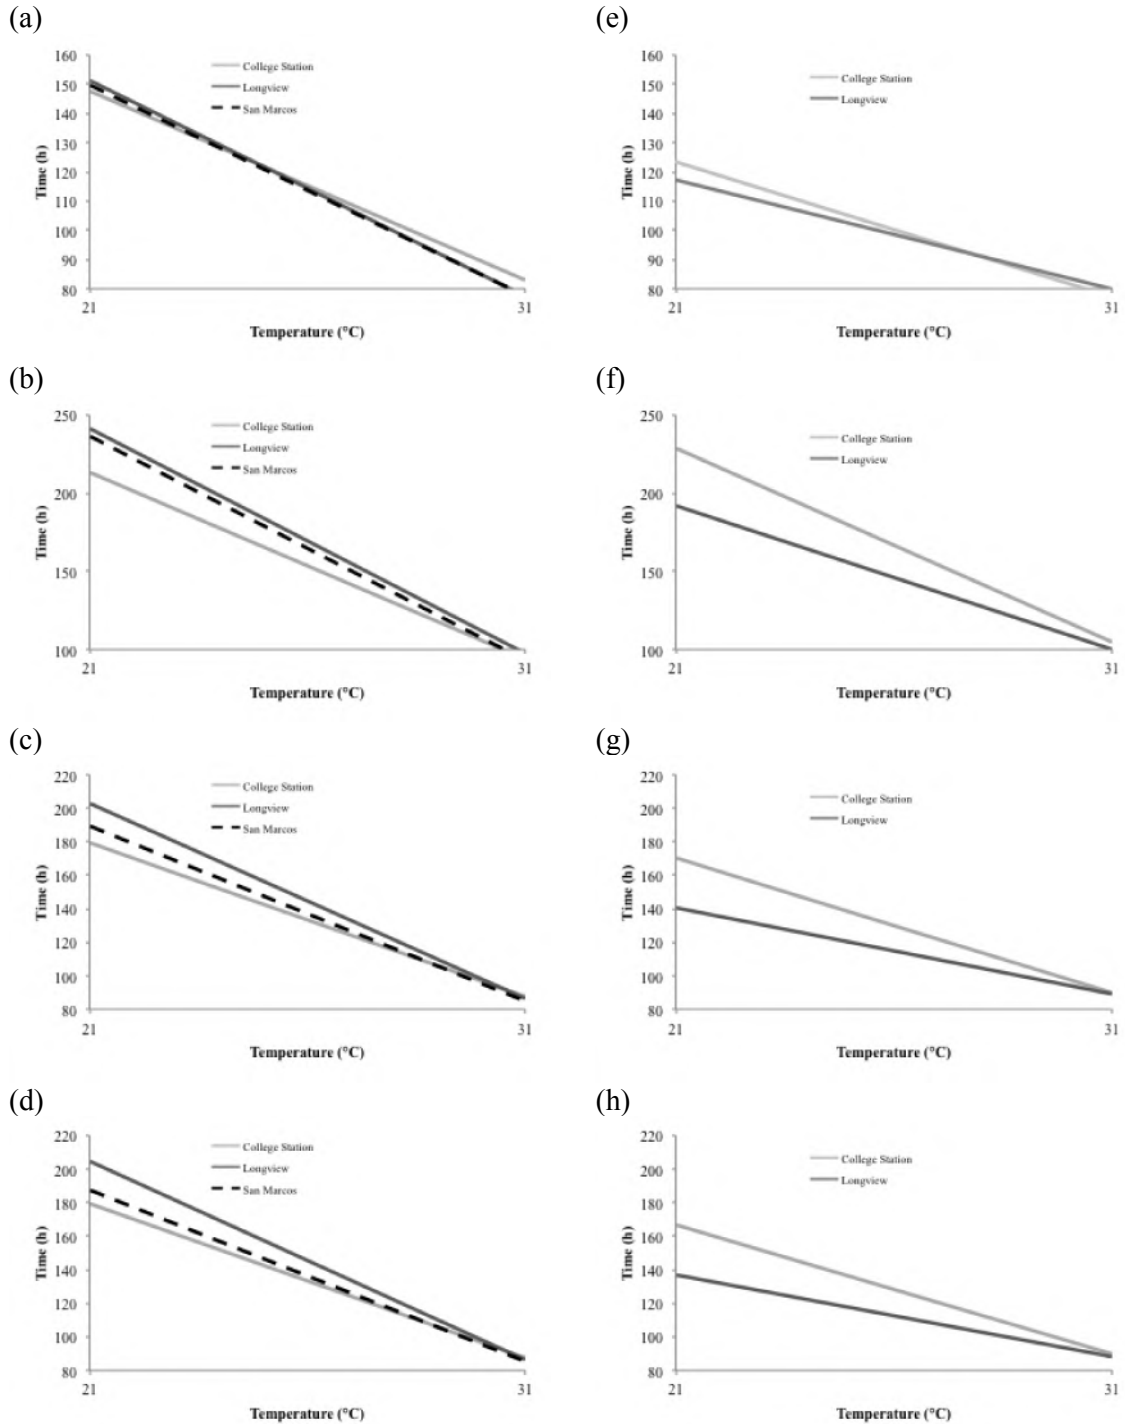 (a)
160
150
140
130
120
110
100
90
80
Time (h)
College Station
Longview
San Marcos
21
31
Temperature (°C)
(e)
160
150
140
130
120
110
100
90
80
Time (h)
College Station
Longview
21
31
Temperature (°C)
(b)
250
200
150
100
Time (h)
College Station
Longview
San Marcos
21
31
Temperature (°C)
(f)
250
200
150
100
Time (h)
College Station
Longview
21
31
Temperature (°C)
(c)
220
200
180
160
140
120
100
80
Time (h)
College Station
Longview
San Marcos
21
31
Temperature (°C)
(g)
220
200
180
160
140
120
100
80
Time (h)
College Station
Longview
21
31
Temperature (°C)
(d)
220
200
180
160
140
120
100
80
Time (h)
College Station
Longview
San Marcos
21
31
Temperature (°C)
(h)
220
200
180
160
140
120
100
80
Time (h)
College Station
Longview
21
31
Temperature (°C)